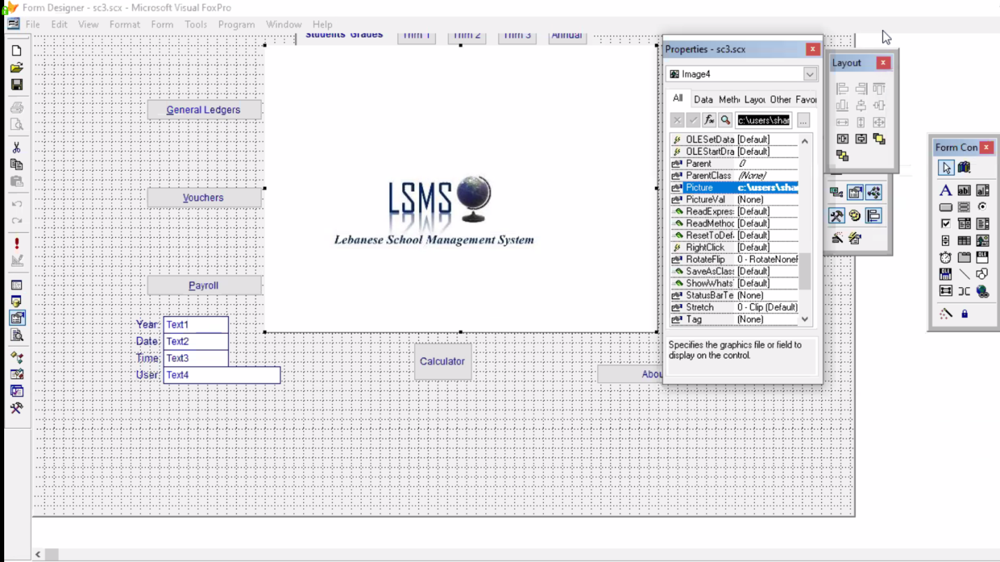 Form Designer - sc3.scx - Microsoft Visual FoxPro
File Edit View Format Form Tools Program Window Help
Students' Grades Trim 1 Trim 2 Trim 3 Annual
General Ledgers
Vouchers
Payroll
Year: Text1
Date: Text2
Time: Text3
User: Text4
LSMS
Lebanese School Management System
Calculator
Abou
Properties - sc3.scx
Image4
All Data Meth Layou Other Favor
c:\users\shar
OLESetData [Default]
OLEStartDra [Default]
Parent ()
ParentClass (None)
Picture c:\users\shar
PictureVal (None)
ReadExpres: [Default]
ReadMethoc [Default]
ResetToDef. [Default]
RightClick [Default]
RotateFlip 0 - RotateNoneF
SaveAsClas: [Default]
ShowWhats' [Default]
StatusBarTe (None)
Stretch 0 - Clip (Default)
Tag (None)
Specifies the graphics file or field to
display on the control.
Layout
Form Con